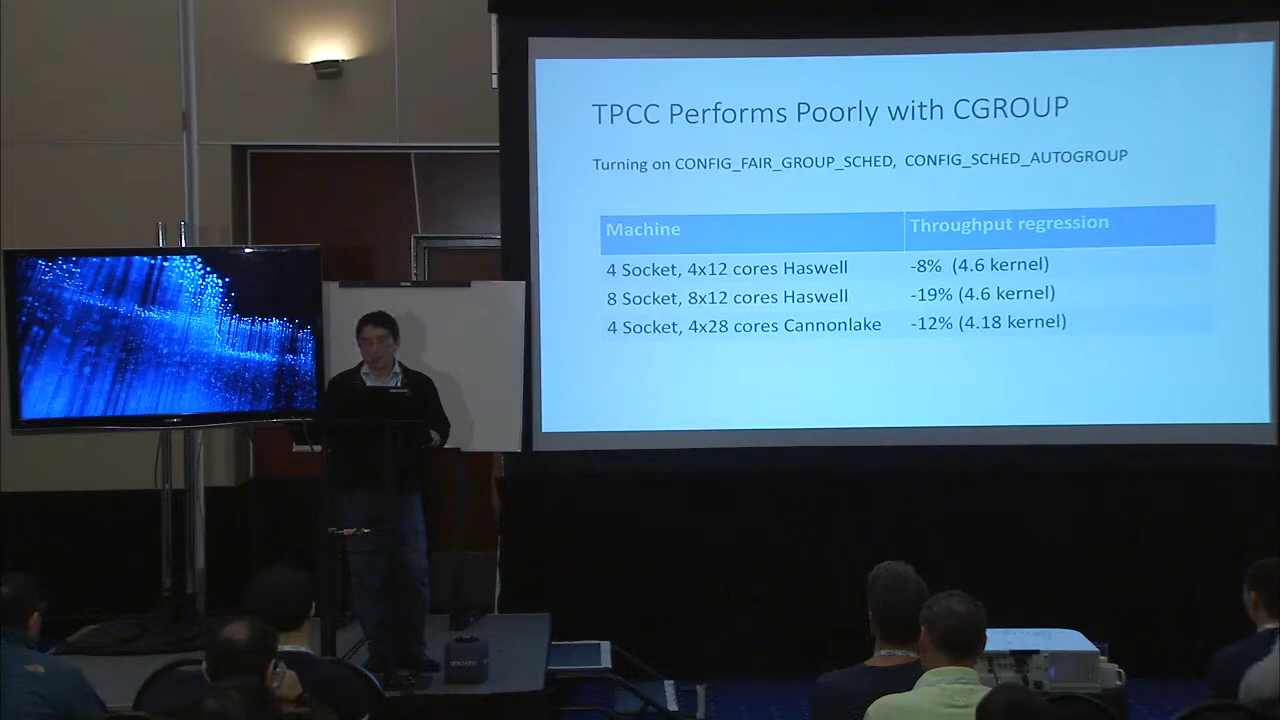 TPCC Performs Poorly with CGROUP
Turning on CONFIG_FAIR_GROUP_SCHED, CONFIG_SCHED_AUTOGROUP
Machine Throughput regression
4 Socket, 4x12 cores Haswell -8% (4.6 kernel)
8 Socket, 8x12 cores Haswell -19% (4.6 kernel)
4 Socket, 4x28 cores Cannonlake -12% (4.18 kernel)